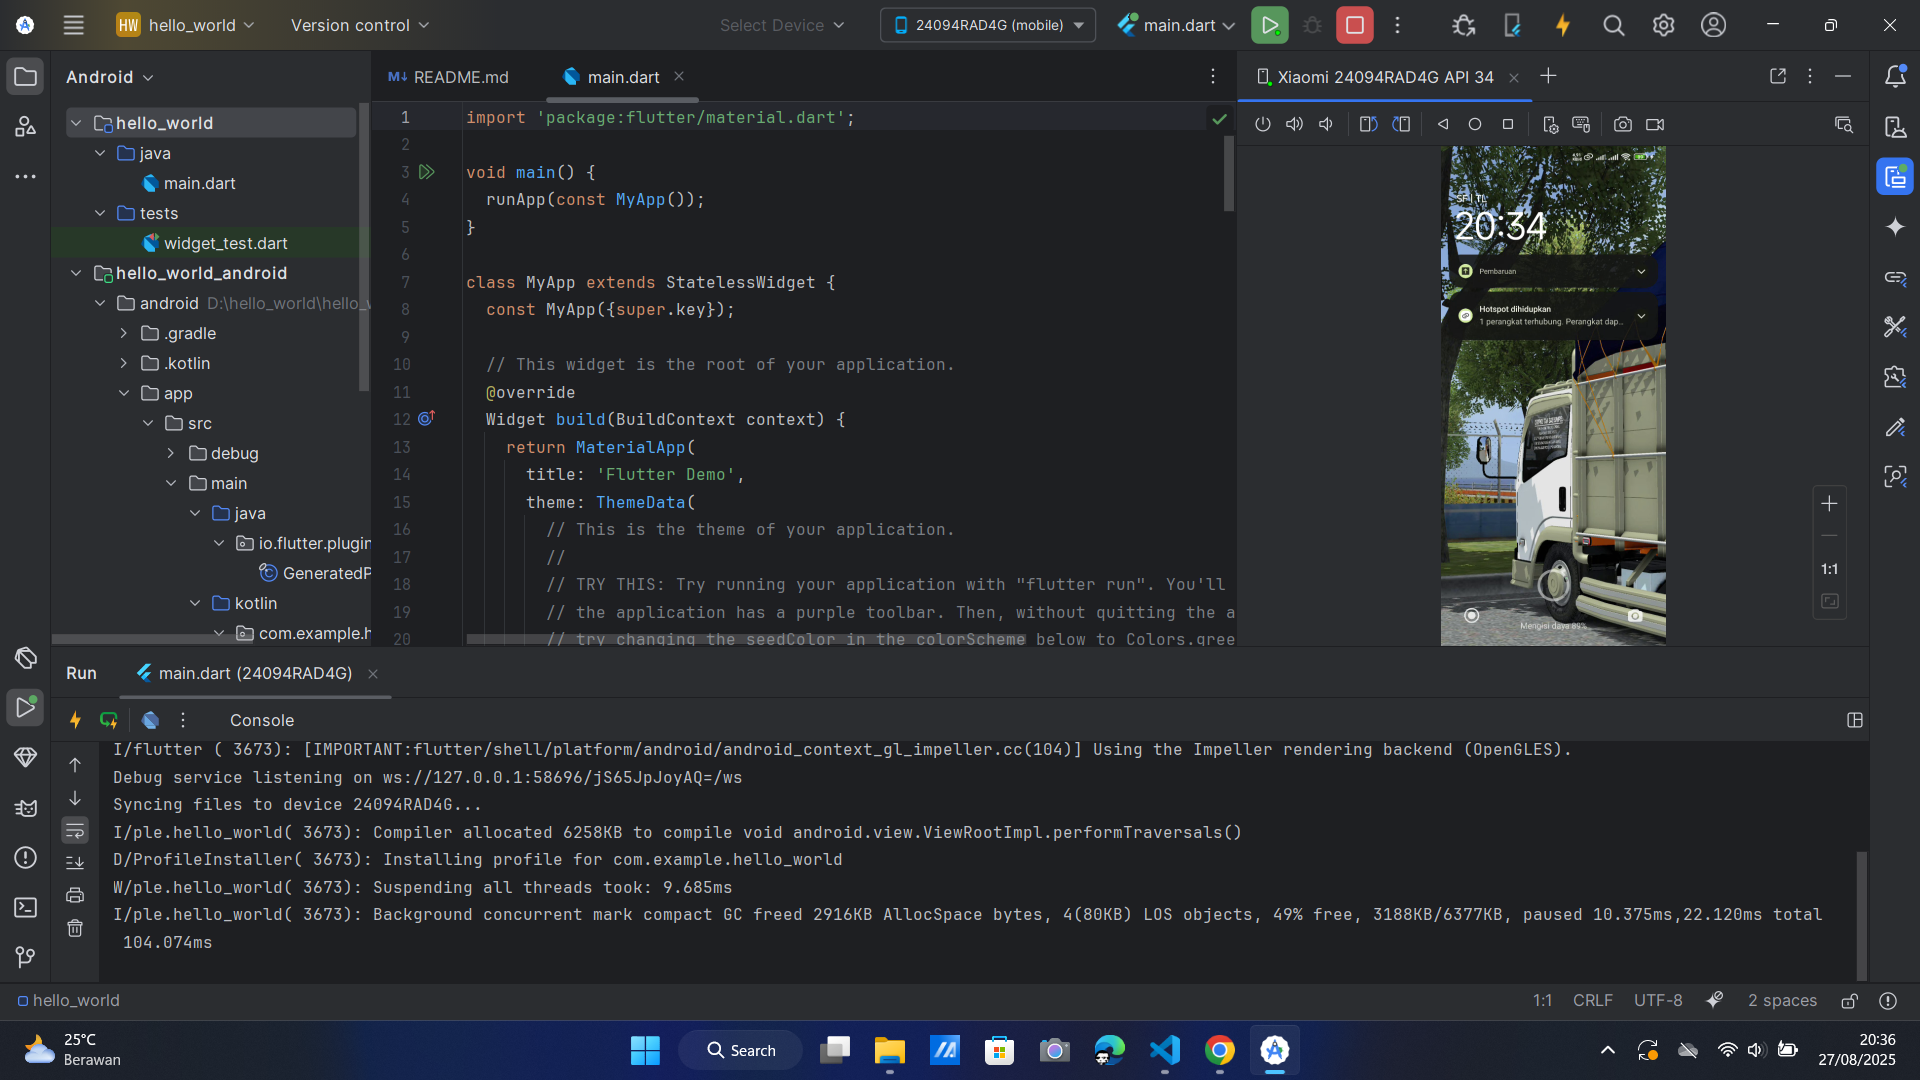 HW hello_world
Version control
Select Device
24094RAD4G (mobile)
main.dart
Android
hello_world
java
main.dart
tests
widget_test.dart
hello_world_android
android D:\hello_world\hello_
.gradle
.kotlin
app
src
debug
main
java
io.flutter.plugin
GeneratedP
kotlin
com.example.h
M↓ README.md
main.dart
1 import 'package:flutter/material.dart';
2
3 void main() {
4 runApp(const MyApp());
5 }
6
7 class MyApp extends StatelessWidget {
8 const MyApp({super.key});
9
10 // This widget is the root of your application.
11 @override
12 Widget build(BuildContext context) {
13 return MaterialApp(
14 title: 'Flutter Demo',
15 theme: ThemeData(
16 // This is the theme of your application.
17 //
18 // TRY THIS: Try running your application with "flutter run". You'll
19 // the application has a purple toolbar. Then, without quitting the a
20 // try changing the seedColor in the colorScheme below to Colors.gree
Xiaomi 24094RAD4G API 34
20:34
Pembaruan
Hotspot dihidupkan
1 perangkat terhubung. Perangkat dap...
Mengisi daya 89%
1:1
Run
main.dart (24094RAD4G)
Console
I/flutter ( 3673): [IMPORTANT:flutter/shell/platform/android/android_context_gl_impeller.cc(104)] Using the Impeller rendering backend (OpenGLES).
Debug service listening on ws://127.0.0.1:58696/jS65JpJoyAQ=/ws
Syncing files to device 24094RAD4G...
I/ple.hello_world( 3673): Compiler allocated 6258KB to compile void android.view.ViewRootImpl.performTraversals()
D/ProfileInstaller( 3673): Installing profile for com.example.hello_world
W/ple.hello_world( 3673): Suspending all threads took: 9.685ms
I/ple.hello_world( 3673): Background concurrent mark compact GC freed 2916KB AllocSpace bytes, 4(80KB) LOS objects, 49% free, 3188KB/6377KB, paused 10.375ms,22.120ms total
104.074ms
hello_world
1:1
CRLF
UTF-8
2 spaces
25°C
Berawan
Search
20:36
27/08/2025